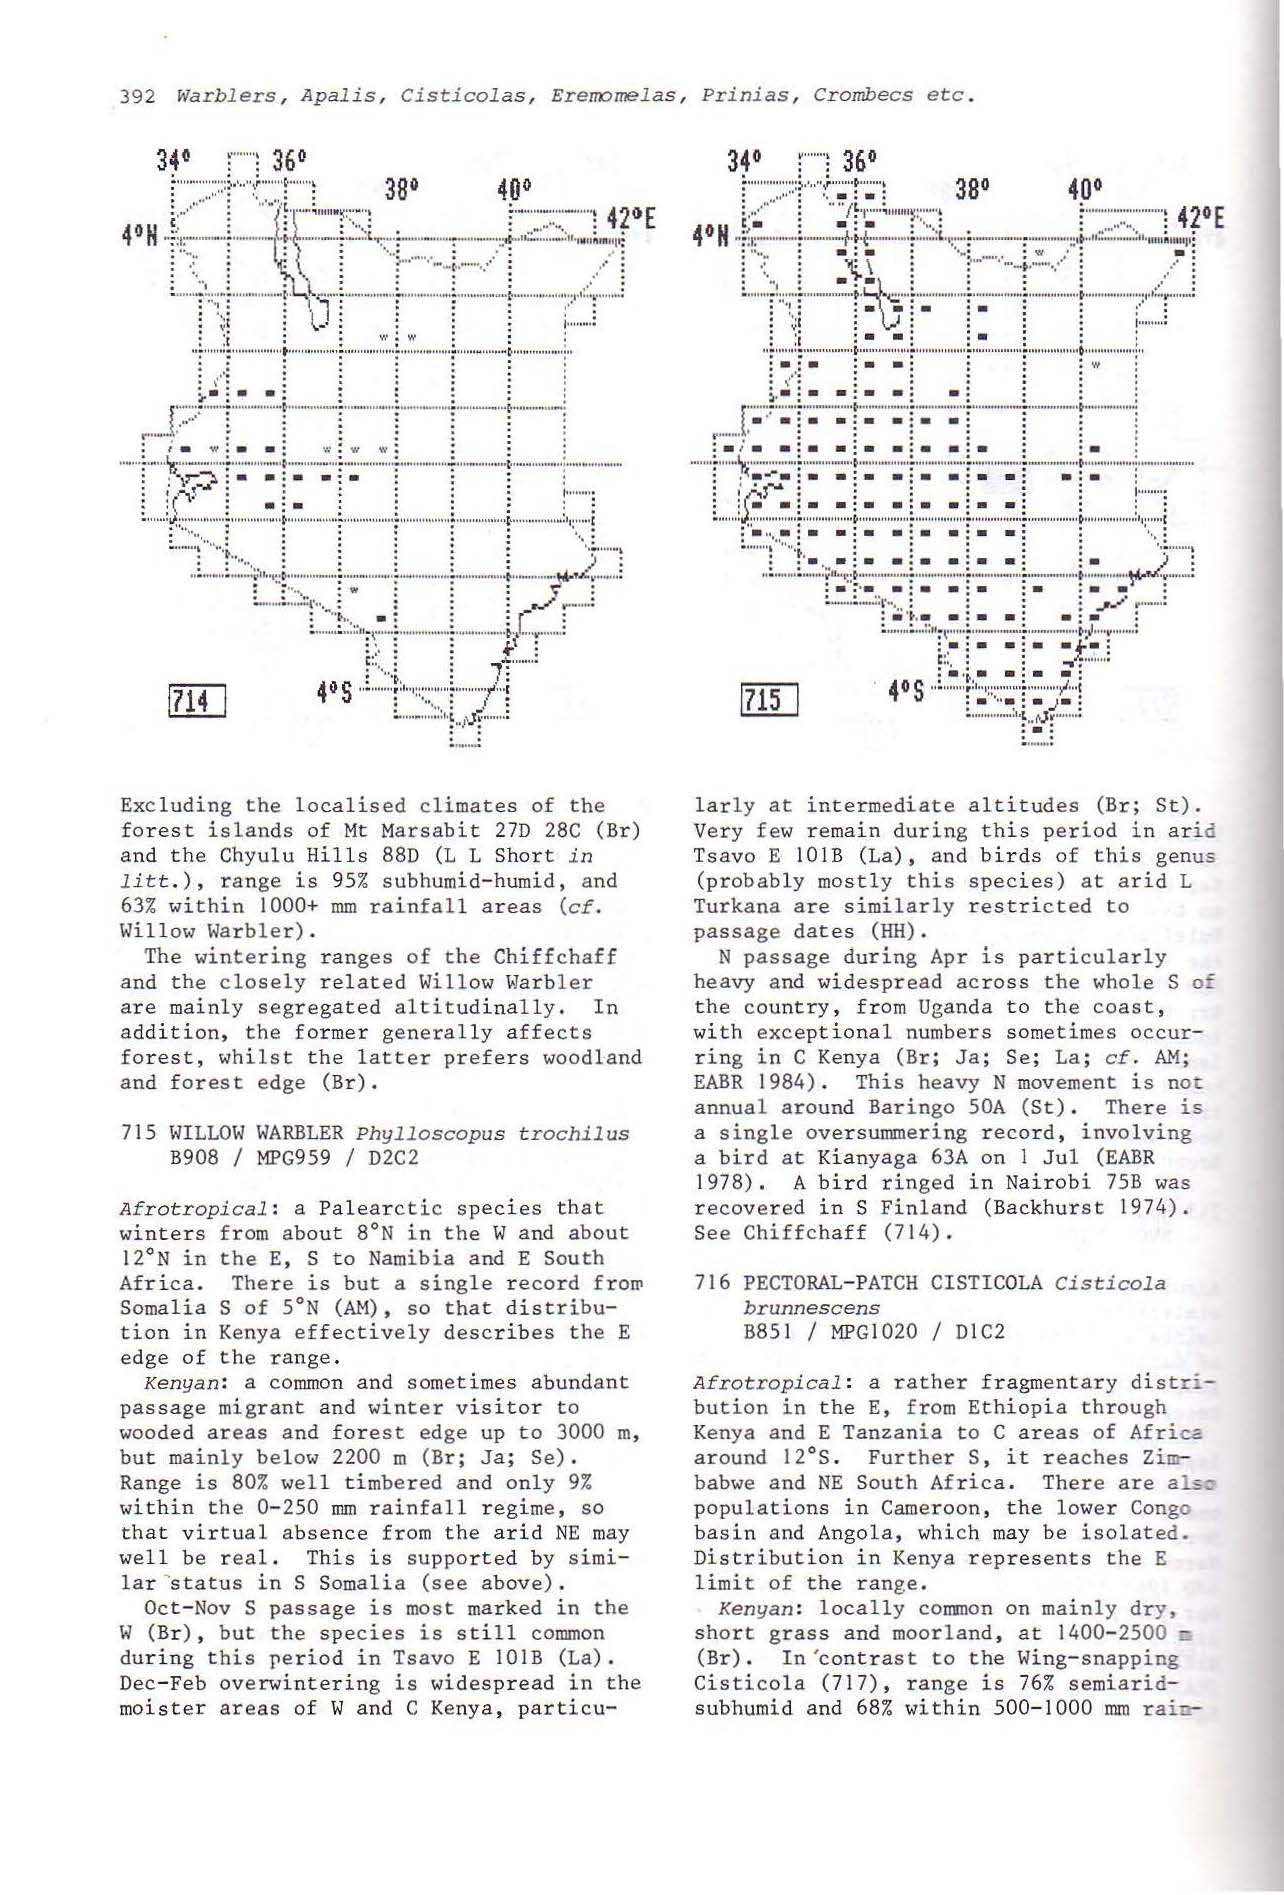 392 Warblers, Apalis, Cisticolas, Eremomelas, Prinias, Crombecs etc.
34° 36°
38° 40°
42°E
4°N
w w
w w w w
w
714 4°S
34° 36°
38° 40°
42°E
4°N
w
w
715 4°S
Excluding the localised climates of the
forest islands of Mt Marsabit 27D 28C (Br)
and the Chyulu Hills 88D (L L Short in
litt.), range is 95% subhumid-humid, and
63% within 1000+ mm rainfall areas (cf.
Willow Warbler).
The wintering ranges of the Chiffchaff
and the closely related Willow Warbler
are mainly segregated altitudinally. In
addition, the former generally affects
forest, whilst the latter prefers woodland
and forest edge (Br).
715 WILLOW WARBLER Phylloscopus trochilus
B908 / MPG959 / D2C2
Afrotropical: a Palearctic species that
winters from about 8°N in the W and about
12°N in the E, S to Namibia and E South
Africa. There is but a single record from
Somalia S of 5°N (AM), so that distribu-
tion in Kenya effectively describes the E
edge of the range.
Kenyan: a common and sometimes abundant
passage migrant and winter visitor to
wooded areas and forest edge up to 3000 m,
but mainly below 2200 m (Br; Ja; Se).
Range is 80% well timbered and only 9%
within the 0-250 mm rainfall regime, so
that virtual absence from the arid NE may
well be real. This is supported by simi-
lar status in S Somalia (see above).
Oct-Nov S passage is most marked in the
W (Br), but the species is still common
during this period in Tsavo E 101B (La).
Dec-Feb overwintering is widespread in the
moister areas of W and C Kenya, particu-
larly at intermediate altitudes (Br; St).
Very few remain during this period in arid
Tsavo E 101B (La), and birds of this genus
(probably mostly this species) at arid L
Turkana are similarly restricted to
passage dates (HH).
N passage during Apr is particularly
heavy and widespread across the whole S of
the country, from Uganda to the coast,
with exceptional numbers sometimes occur-
ring in C Kenya (Br; Ja; Se; La; cf. AM;
EABR 1984). This heavy N movement is not
annual around Baringo 50A (St). There is
a single oversummering record, involving
a bird at Kianyaga 63A on 1 Jul (EABR
1978). A bird ringed in Nairobi 75B was
recovered in S Finland (Backhurst 1974).
See Chiffchaff (714).
716 PECTORAL-PATCH CISTICOLA Cisticola
brunnescens
B851 / MPG1020 / D1C2
Afrotropical: a rather fragmentary distri-
bution in the E, from Ethiopia through
Kenya and E Tanzania to C areas of Africa
around 12°S. Further S, it reaches Zim-
babwe and NE South Africa. There are also
populations in Cameroon, the lower Congo
basin and Angola, which may be isolated.
Distribution in Kenya represents the E
limit of the range.
Kenyan: locally common on mainly dry,
short grass and moorland, at 1400-2500 m
(Br). In contrast to the Wing-snapping
Cisticola (717), range is 76% semiarid-
subhumid and 68% within 500-1000 mm rain-